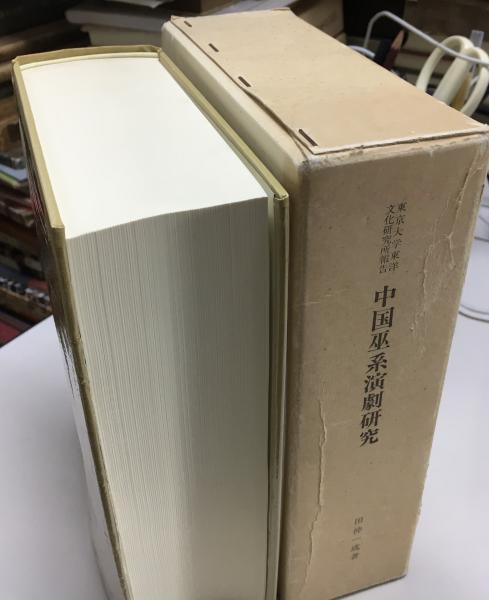 東京大学東洋
文化研究所報告
中国巫系演劇研究
田仲一成著